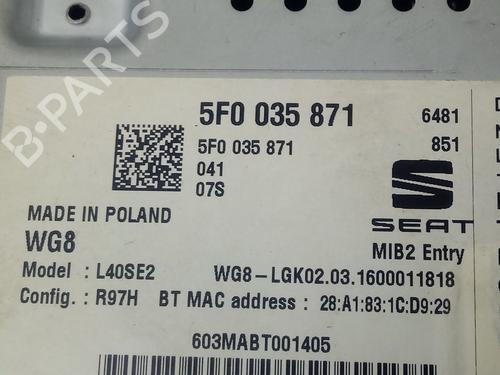 5F0 035 871 6481
5F0 035 871 851
041
07S
SEAT
MADE IN POLAND
WG8 MIB2 Entry
Model : L40SE2 WG8-LGK02.03.1600011818
Config. : R97H BT MAC address : 28:A1:83:1C:D9:29
603MABT001405